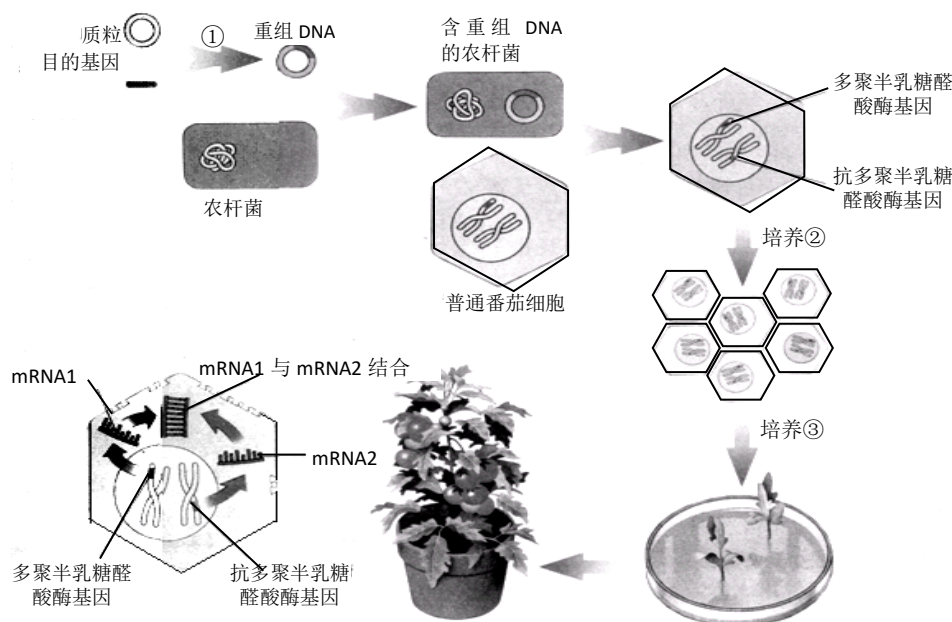 质粒
目的基因
①
重组 DNA
农杆菌
含重组 DNA
的农杆菌
普通番茄细胞
多聚半乳糖醛
酸酶基因
抗多聚半乳糖
醛酸酶基因
培养②
培养③
mRNA1
mRNA1 与 mRNA2 结合
mRNA2
多聚半乳糖醛
酸酶基因
抗多聚半乳糖
醛酸酶基因